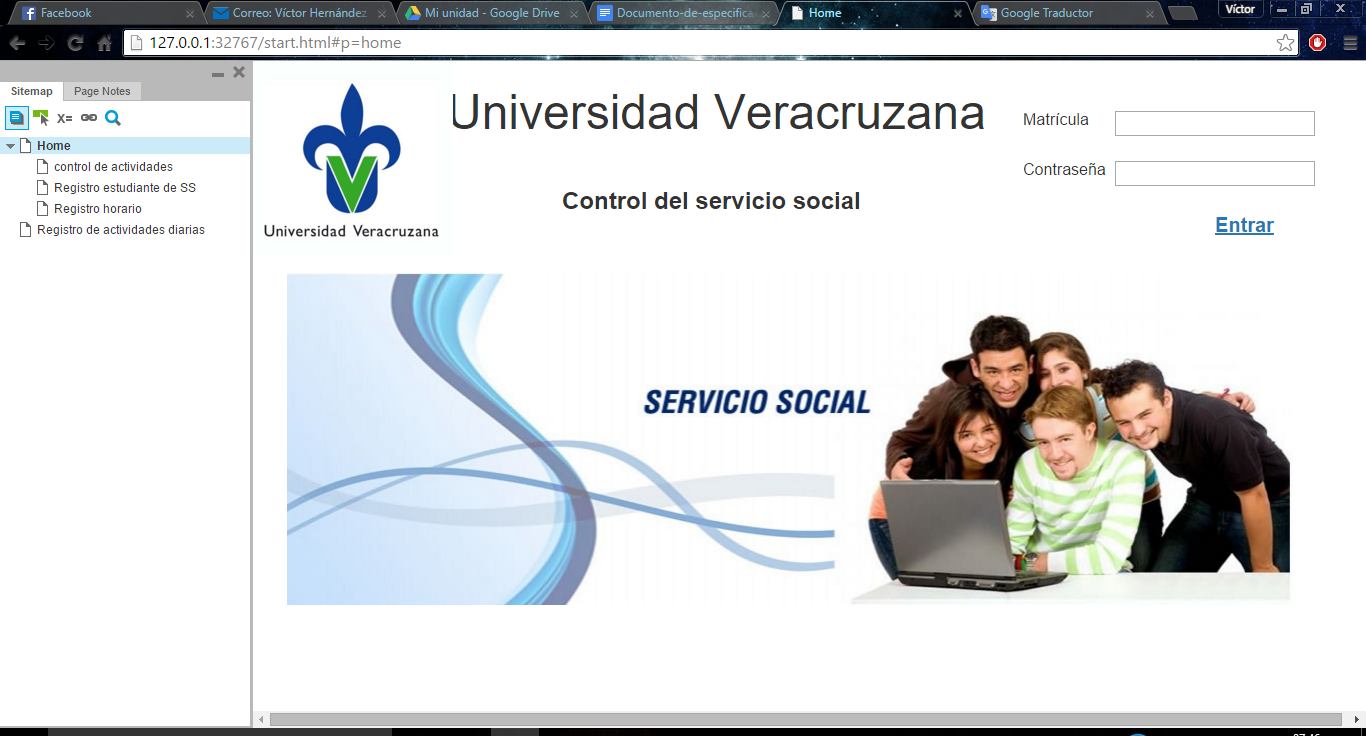 Facebook
Correo: Víctor Hernández
Mi unidad - Google Drive
Documento-de-especifica
Home
Google Traductor
Víctor
127.0.0.1:32767/start.html#p=home
Sitemap
Page Notes
X=
Home
control de actividades
Registro estudiante de SS
Registro horario
Registro de actividades diarias
Universidad Veracruzana
Universidad Veracruzana
Control del servicio social
Matrícula
Contraseña
Entrar
SERVICIO SOCIAL